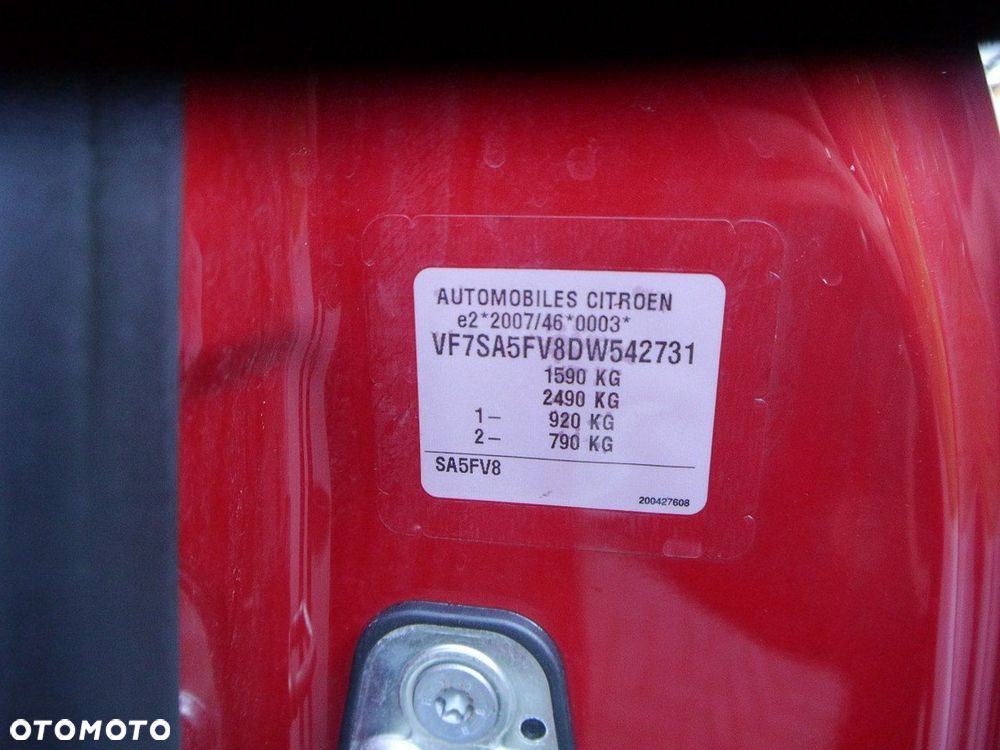 AUTOMOBILES CITROEN
e2*2007/46*0003*
VF7SA5FV8DW542731
1590 KG
2490 KG
1- 920 KG
2- 790 KG
SA5FV8
200427608
OTOMOTO